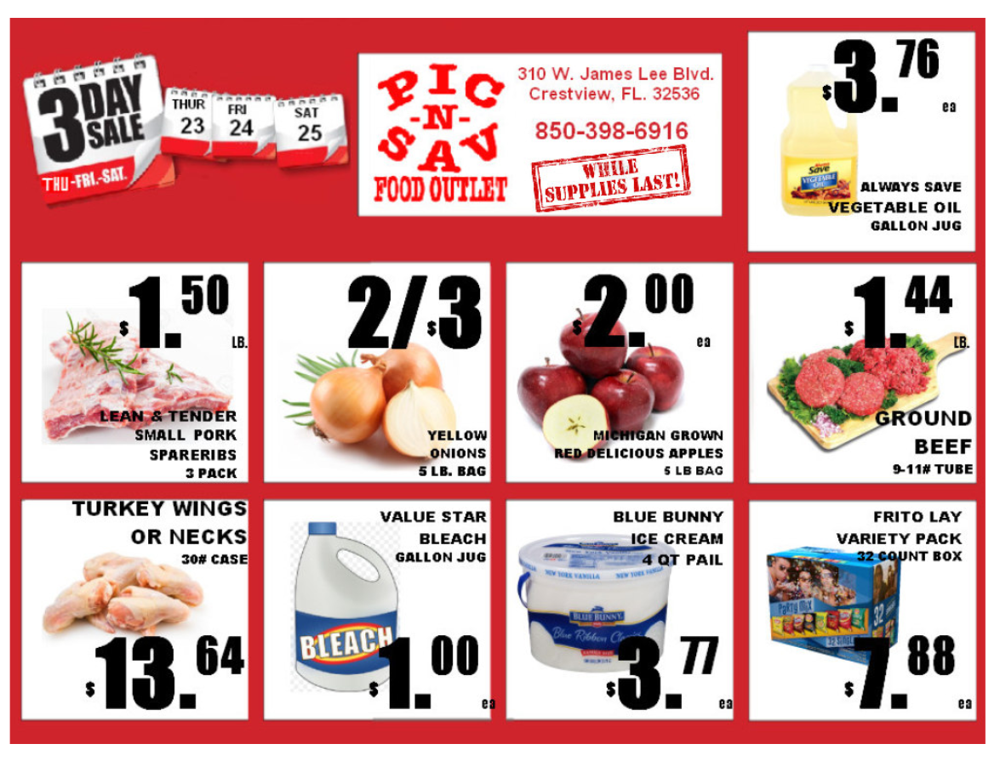 3 DAY
SALE
THU-FRI.-SAT.
THUR
23
FRI
24
SAT
25
PIC
-N-
SAV
FOOD OUTLET
310 W. James Lee Blvd.
Crestview, FL. 32536
850-398-6916
WHILE
SUPPLIES LAST!
$3.76
ea
Always
Save
VEGETABLE
OIL
ALWAYS SAVE
VEGETABLE OIL
GALLON JUG
$1.50
LB.
LEAN & TENDER
SMALL PORK
SPARERIBS
3 PACK
2/$3
YELLOW
ONIONS
5 LB. BAG
$2.00
ea
MICHIGAN GROWN
RED DELICIOUS APPLES
5 LB BAG
$1.44
LB.
GROUND
BEEF
9-11# TUBE
TURKEY WINGS
OR NECKS
30# CASE
$13.64
VALUE STAR
BLEACH
GALLON JUG
BLEACH
$1.00
ea
BLUE BUNNY
ICE CREAM
4 QT PAIL
NEW YORK VANILLA
NEW YORK VANILLA
BLUE BUNNY
Blue Ribbon
$3.77
ea
FRITO LAY
VARIETY PACK
32 COUNT BOX
PARTY MIX
32
$7.88
ea